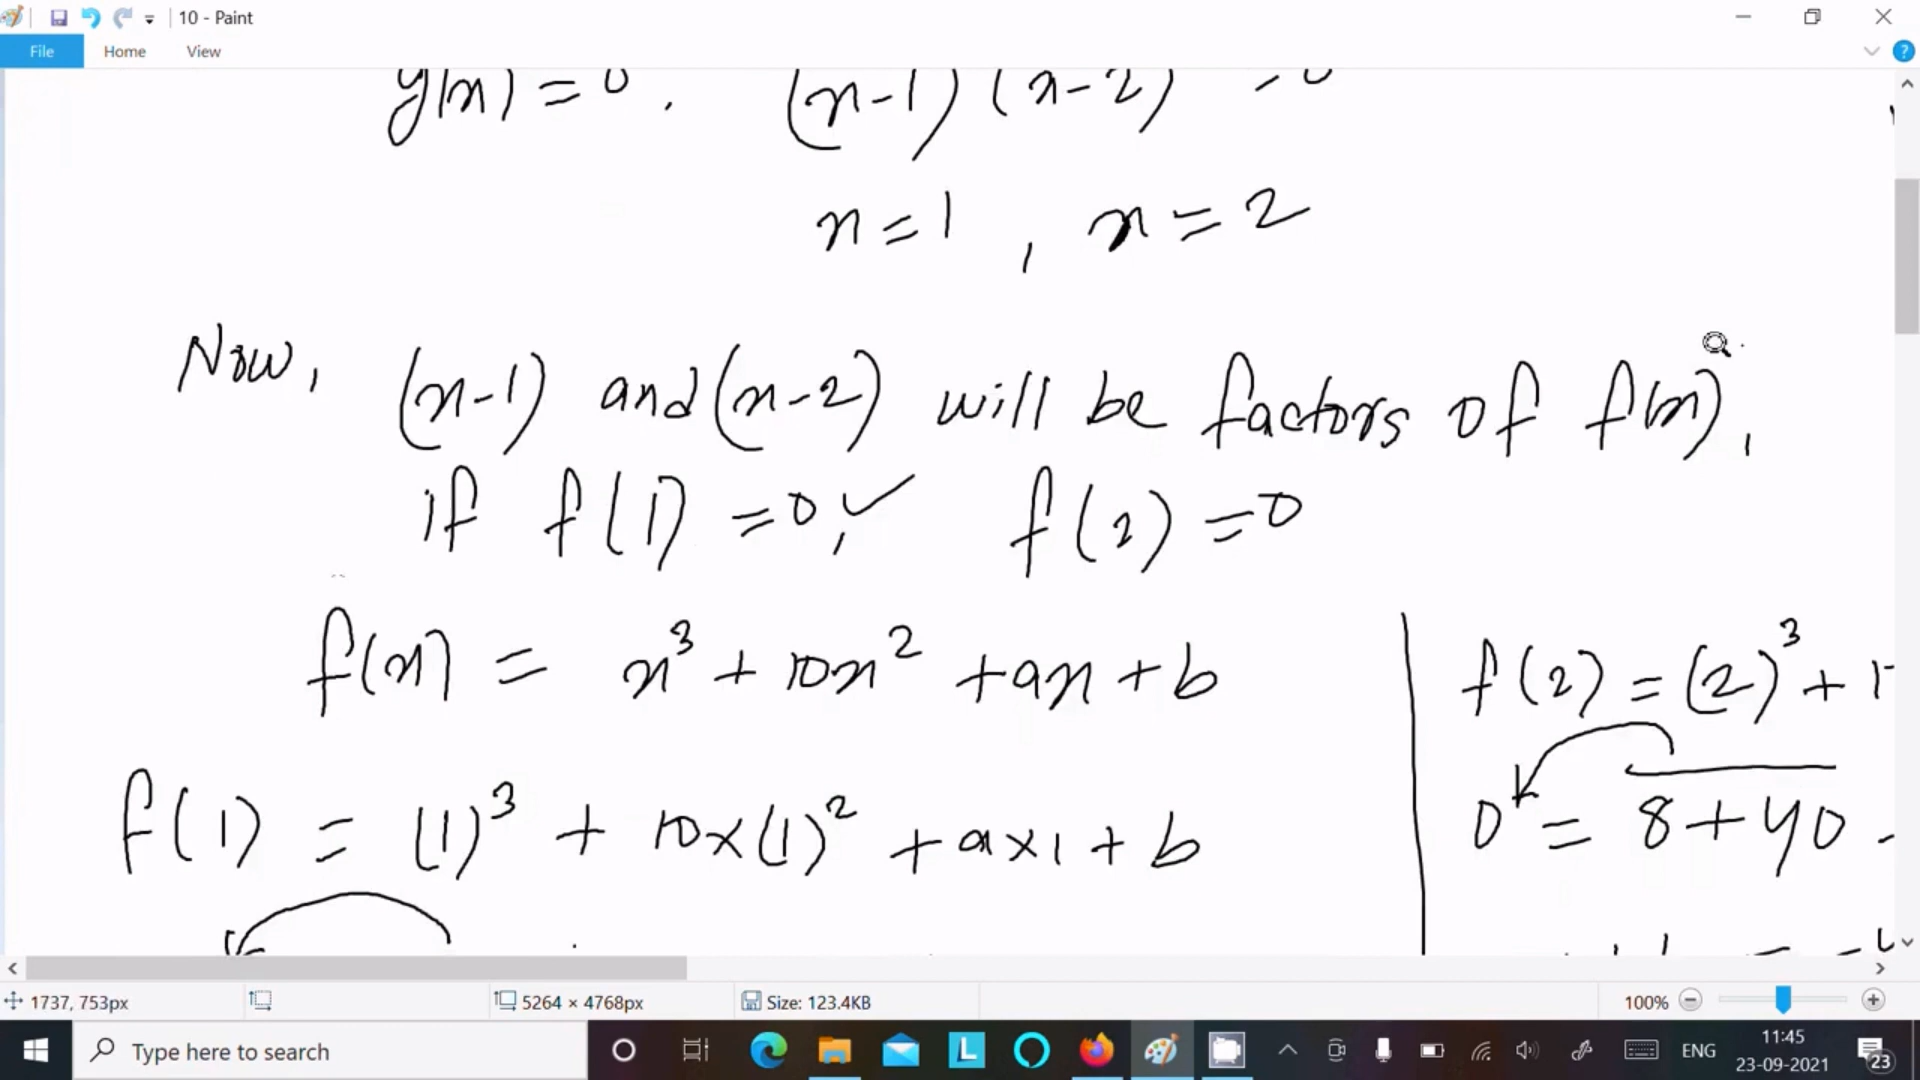 10 - Paint
File Home View
g(x) = 0 . (x-1) (x-2) = 0
x = 1 , x = 2
Now, (x-1) and (x-2) will be factors of f(x),
if f(1) = 0, ✓ f(2) = 0
f(x) = x³ + 10x² + ax + b
f(2) = (2)³ + 1
f(1) = (1)³ + 10×(1)² + a×1 + b
0 = 8 + 40 -
1737, 753px 5264 × 4768px Size: 123.4KB 100%
Type here to search L ENG 11:45
23-09-2021 23